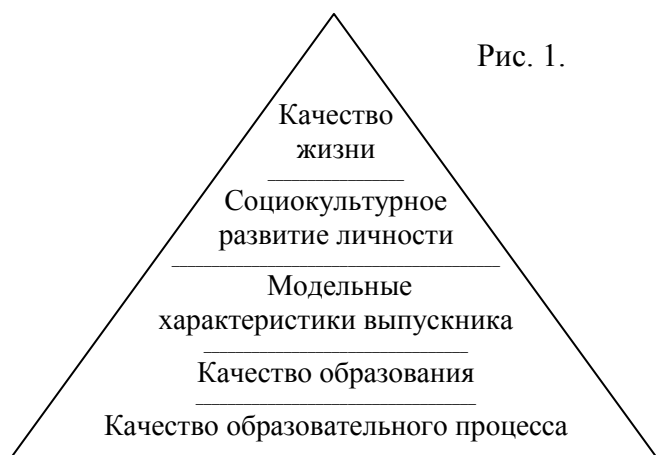 Рис. 1.
Качество
жизни
Социокультурное
развитие личности
Модельные
характеристики выпускника
Качество образования
Качество образовательного процесса